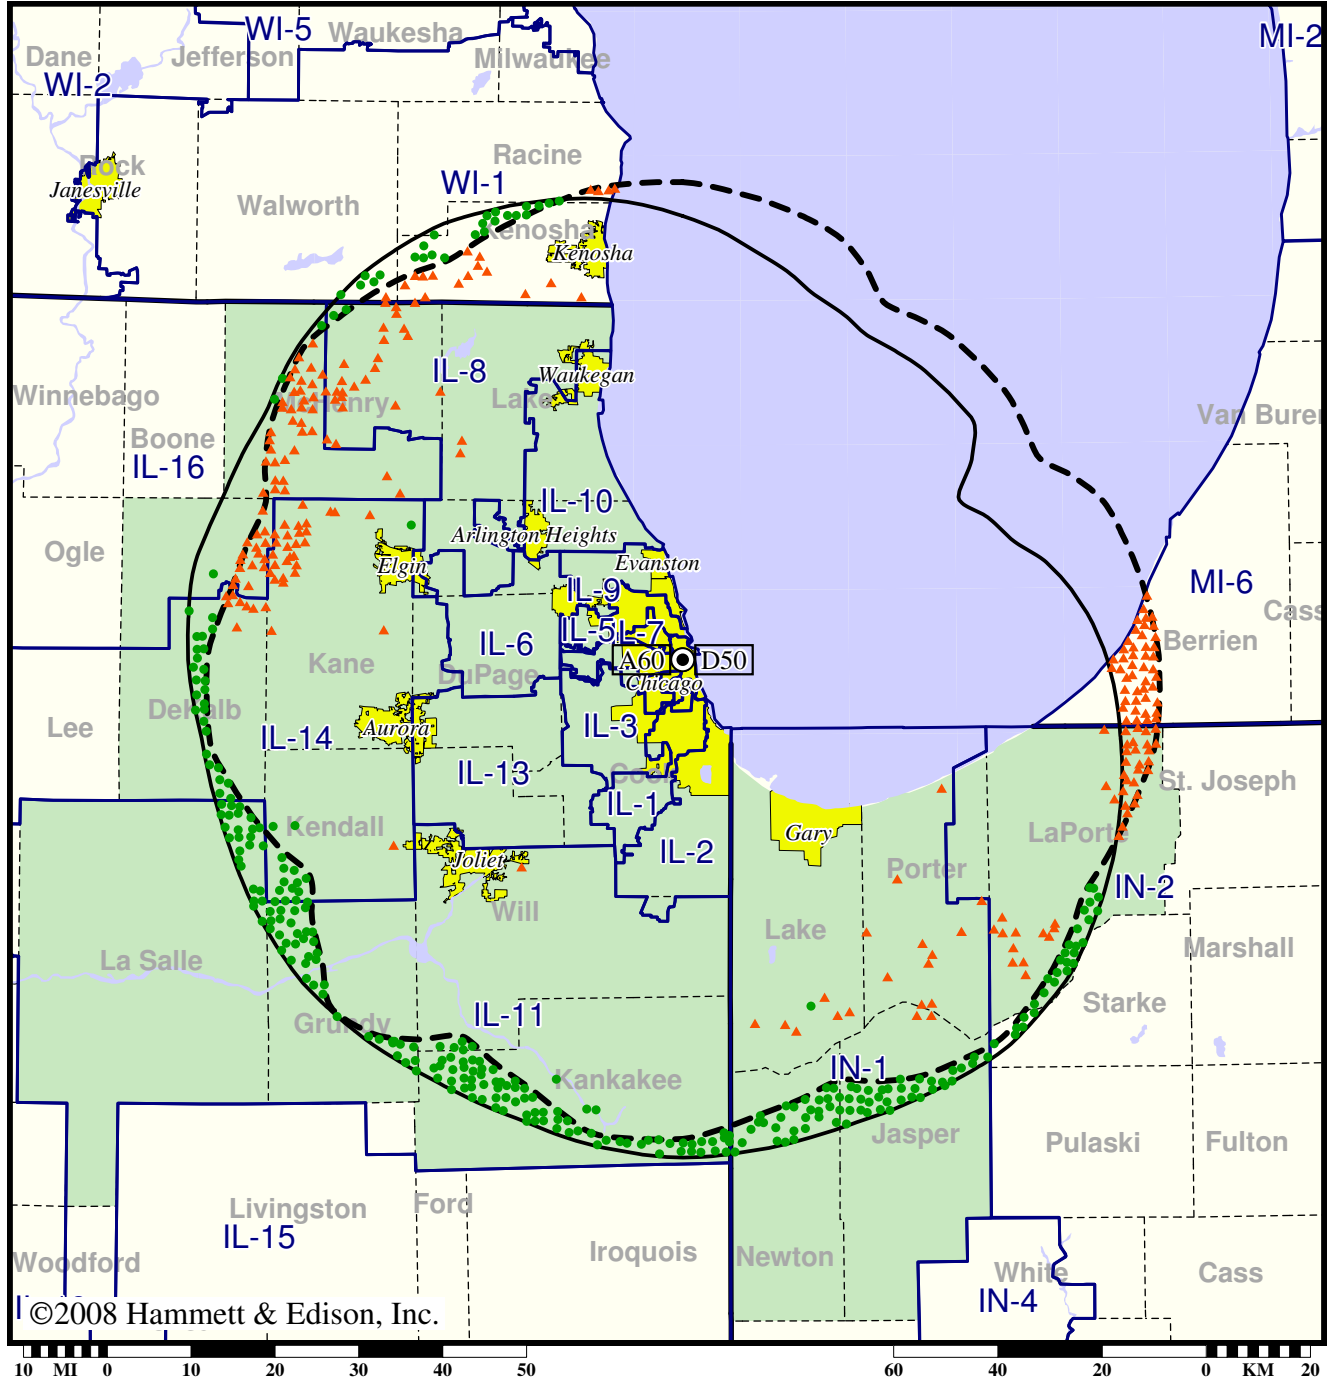 WI-5
Waukesha
MI-2
Dane
Jefferson
Milwaukee
WI-2
Racine
Rock
Janesville
WI-1
Walworth
Kenosha
Kenosha
IL-8
Waukegan
Winnebago
McHenry
Lake
Van Buren
Boone
IL-16
IL-10
Arlington Heights
Ogle
Elgin
Evanston
MI-6
IL-9
Cass
IL-5
IL-7
Berrien
IL-6
Kane
DuPage
A60
D50
Chicago
DeKalb
Lee
Aurora
IL-3
IL-14
IL-13
Cook
St. Joseph
IL-1
Kendall
Gary
LaPorte
Joliet
IL-2
Porter
IN-2
Will
Lake
La Salle
Marshall
Starke
IL-11
Grundy
IN-1
Kankakee
Jasper
Pulaski
Fulton
Livingston
Ford
IL-15
Iroquois
Newton
Woodford
White
Cass
IN-4
©2008 Hammett & Edison, Inc.
10 MI 0 10 20 30 40 50
60 40 20 0 KM 20